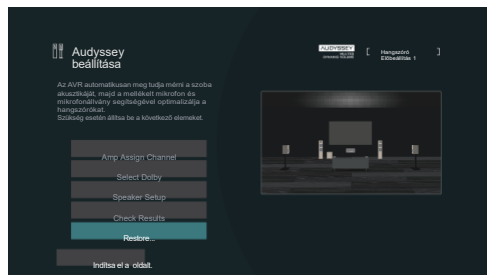 Audyssey
beállítása
AUDYSSEY
[ Hangszóró
Előbeállítás 1 ]
Az AVR automatikusan meg tudja mérni a szoba
akusztikáját, majd a mellékelt mikrofon és
mikrofonállvány segítségével optimalizálja a
hangszórókat.
Szükség esetén állítsa be a következő elemeket.
Amp Assign Channel
Select Dolby
Speaker Setup
Check Results
Restore...
Indítsa el a oldalt.